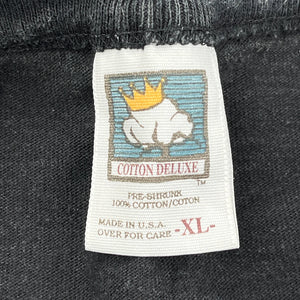 COTTON DELUXE
TM
PRE-SHRUNK
100% COTTON/COTON
MADE IN U.S.A.
OVER FOR CARE -XL-